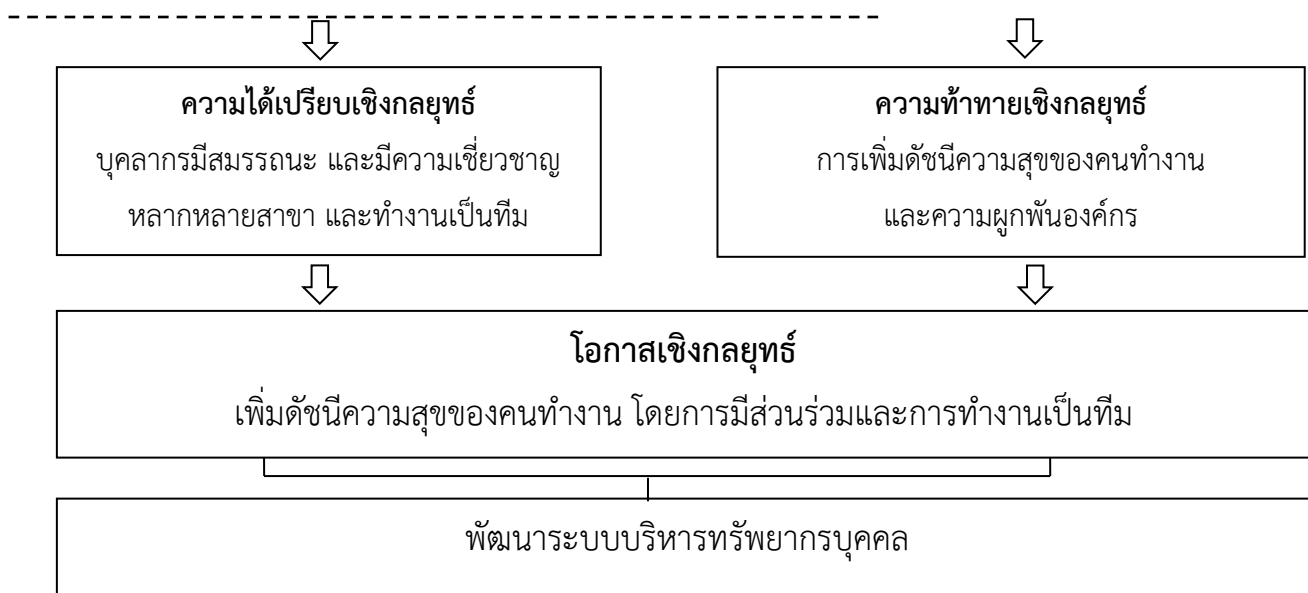 ความได้เปรียบเชิงกลยุทธ์
บุคลากรมีสมรรถนะ และมีความเชี่ยวชาญ
หลากหลายสาขา และทำงานเป็นทีม
ความท้าทายเชิงกลยุทธ์
การเพิ่มดัชนีความสุขของคนทำงาน
และความผูกพันองค์กร
โอกาสเชิงกลยุทธ์
เพิ่มดัชนีความสุขของคนทำงาน โดยการมีส่วนร่วมและการทำงานเป็นทีม
พัฒนาระบบบริหารทรัพยากรบุคคล